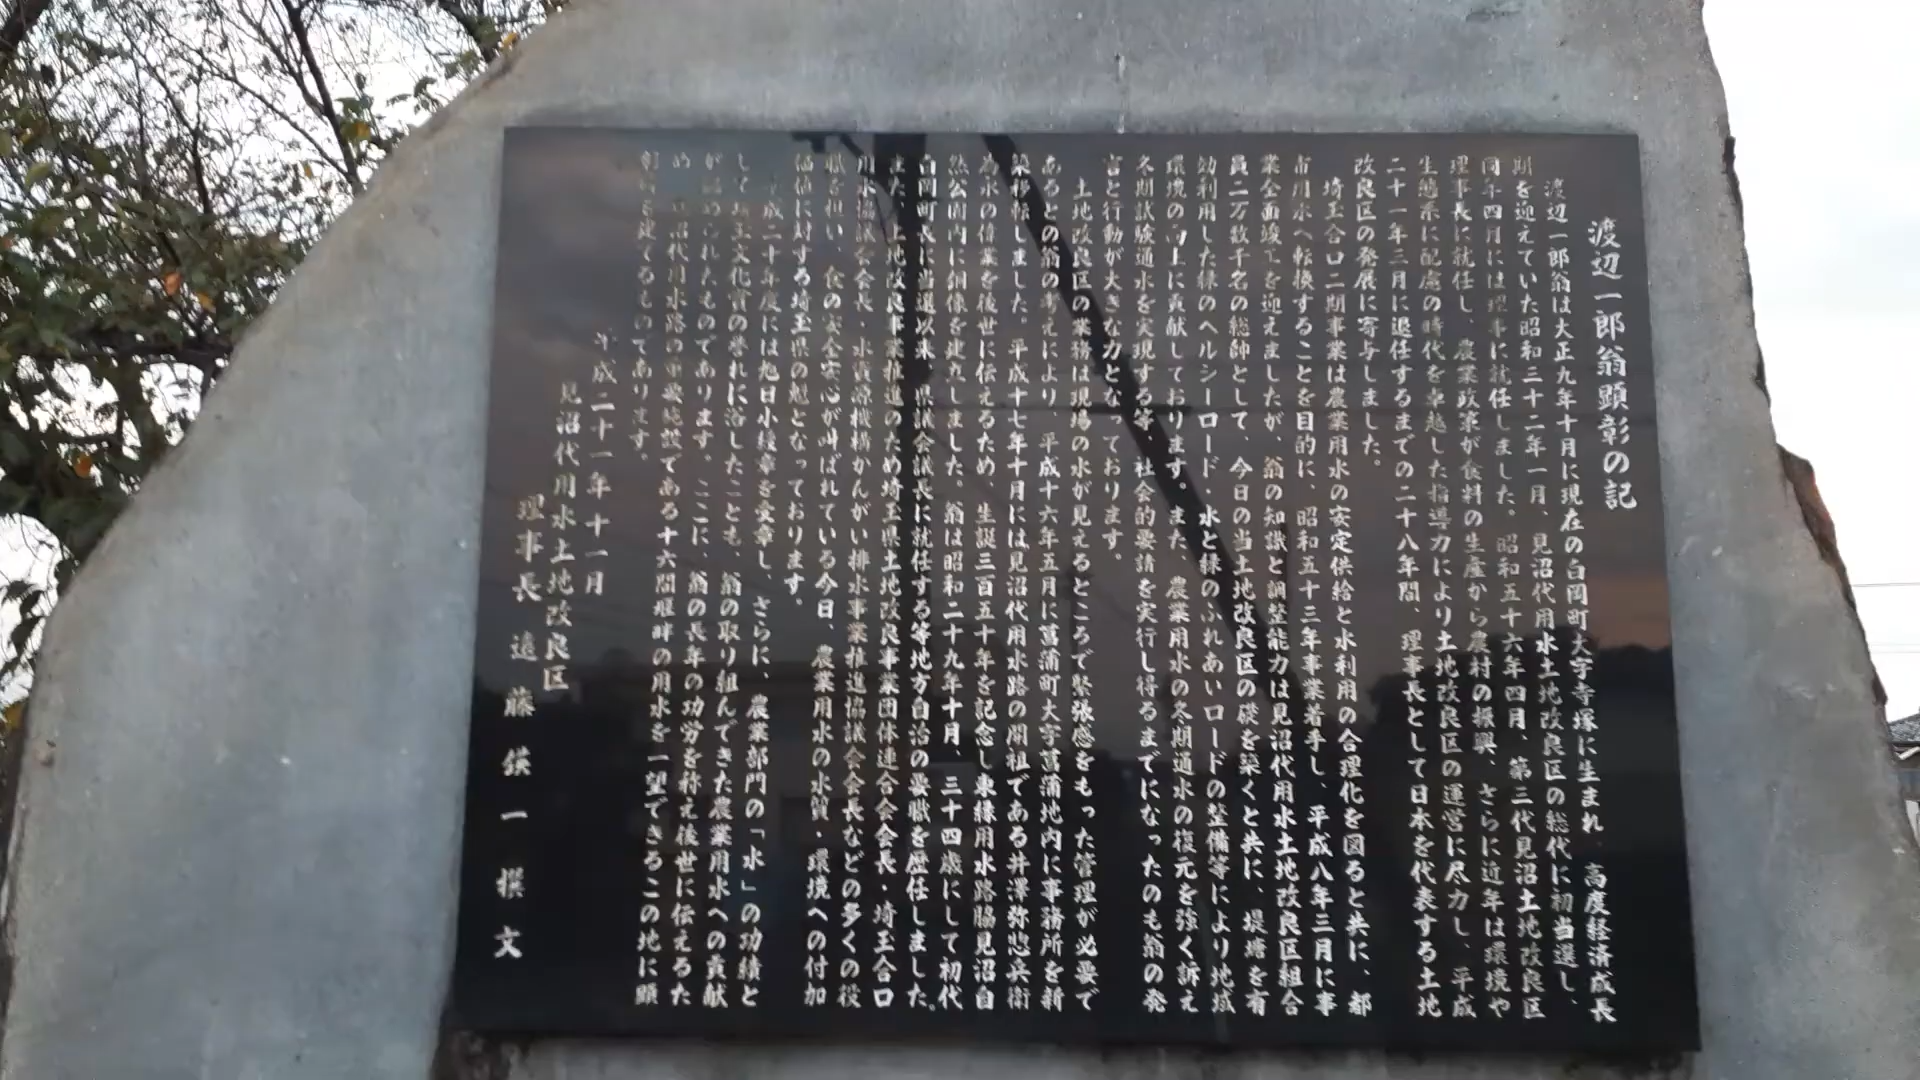 渡辺一郎翁顕彰の記
渡辺一郎翁は大正九年十月に現在の白岡町大字寺塚に生まれ、高度経済成長
期を迎えていた昭和三十二年一月、見沼代用水土地改良区の総代に初当選し、
同年四月には理事に就任しました。昭和五十六年四月、第三代見沼土地改良区
理事長に就任し、農業政策が食料の生産から農村の振興、さらに近年は環境や
生態系に配慮の時代を卓越した指導力により土地改良区の運営に尽力し、平成
二十一年三月に退任するまでの二十八年間、理事長として日本を代表する土地
改良区の発展に寄与しました。
埼玉合口二期事業は農業用水の安定供給と水利用の合理化を図ると共に、都
市用水へ転換することを目的に、昭和五十三年事業着手し、平成八年三月に事
業全面竣工を迎えましたが、翁の知識と調整能力は見沼代用水土地改良区組合
員二万数千名の総帥として、今日の当土地改良区の礎を築くと共に、堤塘を有
効利用した緑のヘルシーロード・水と緑のふれあいロードの整備等により地域
環境の向上に貢献しております。また、農業用水の冬期通水の復元を強く訴え
冬期試験通水を実現する等、社会的要請を実行し得るまでになったのも翁の発
言と行動が大きな力となっております。
土地改良区の業務は現場の水が見えるところで緊張感をもった管理が必要で
あるとの翁の考えにより、平成十六年五月に菖蒲町大字菖蒲地内に事務所を新
築移転しました。平成十七年十月には見沼代用水路の開祖である井澤弥惣兵衛
為永の偉業を後世に伝えるため、生誕三百五十年を記念し東縁用水路脇見沼自
然公園内に銅像を建立しました。翁は昭和二十九年十月、三十四歳にして初代
白岡町長に当選以来、県議会議長に就任する等地方自治の要職を歴任しました。
また、土地改良事業推進のため埼玉県土地改良事業団体連合会会長・埼玉合口
用水協議会会長・水資源機構かんがい排水事業推進協議会会長などの多くの役
職を担い、食の安全安心が叫ばれている今日、農業用水の水質・環境への付加
価値に対する埼玉県の魁となっております。
平成二十年度には旭日小綬章を受章し、さらに、農業部門の「水」の功績と
して埼玉文化賞の誉れに浴したことも、翁の取り組んできた農業用水への貢献
が認められたものであります。ここに、翁の長年の功労を称え後世に伝えるた
め 見沼代用水路の重要施設である十六間堰畔の用水を一望できるこの地に顕
彰碑を建てるものであります。
平成二十一年十一月
見沼代用水土地改良区
理事長 遠藤 一 撰文